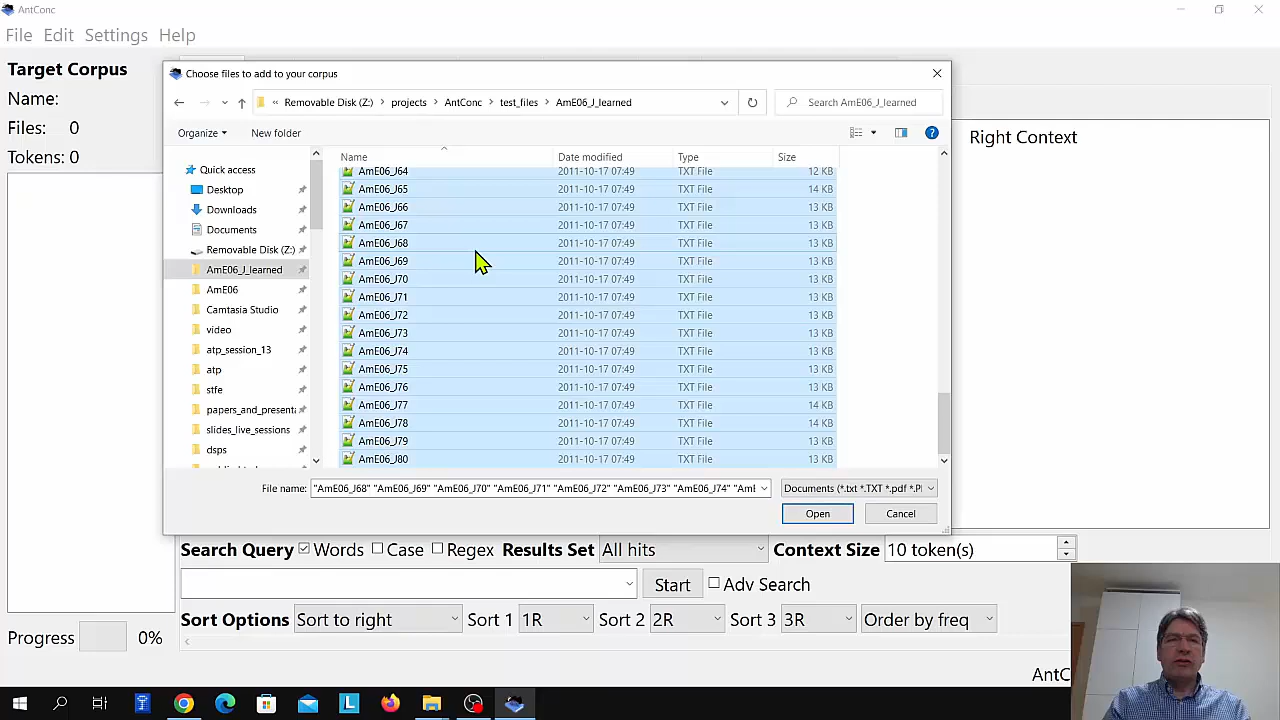 AntConc
File Edit Settings Help
Target Corpus
Name:
Files: 0
Tokens: 0
Progress 0%
Choose files to add to your corpus
« Removable Disk (Z:) > projects > AntConc > test_files > AmE06_J_learned
Search AmE06_J_learned
Organize New folder
Quick access
Desktop
Downloads
Documents
Removable Disk (Z:)
AmE06_J_learned
AmE06
Camtasia Studio
video
atp_session_13
atp
stfe
papers_and_present
slides_live_sessions
dsps
Name Date modified Type Size
AmE06_J64 2011-10-17 07:49 TXT File 12 KB
AmE06_J65 2011-10-17 07:49 TXT File 14 KB
AmE06_J66 2011-10-17 07:49 TXT File 13 KB
AmE06_J67 2011-10-17 07:49 TXT File 13 KB
AmE06_J68 2011-10-17 07:49 TXT File 13 KB
AmE06_J69 2011-10-17 07:49 TXT File 13 KB
AmE06_J70 2011-10-17 07:49 TXT File 13 KB
AmE06_J71 2011-10-17 07:49 TXT File 13 KB
AmE06_J72 2011-10-17 07:49 TXT File 13 KB
AmE06_J73 2011-10-17 07:49 TXT File 13 KB
AmE06_J74 2011-10-17 07:49 TXT File 13 KB
AmE06_J75 2011-10-17 07:49 TXT File 13 KB
AmE06_J76 2011-10-17 07:49 TXT File 13 KB
AmE06_J77 2011-10-17 07:49 TXT File 14 KB
AmE06_J78 2011-10-17 07:49 TXT File 14 KB
AmE06_J79 2011-10-17 07:49 TXT File 13 KB
AmE06_J80 2011-10-17 07:49 TXT File 13 KB
File name: "AmE06_J68" "AmE06_J69" "AmE06_J70" "AmE06_J71" "AmE06_J72" "AmE06_J73" "AmE06_J74" "AmE
Documents (*.txt *.TXT *.pdf *.PI
Open Cancel
Right Context
Search Query Words Case Regex Results Set All hits Context Size 10 token(s)
Start Adv Search
Sort Options Sort to right Sort 1 1R Sort 2 2R Sort 3 3R Order by freq
AntC